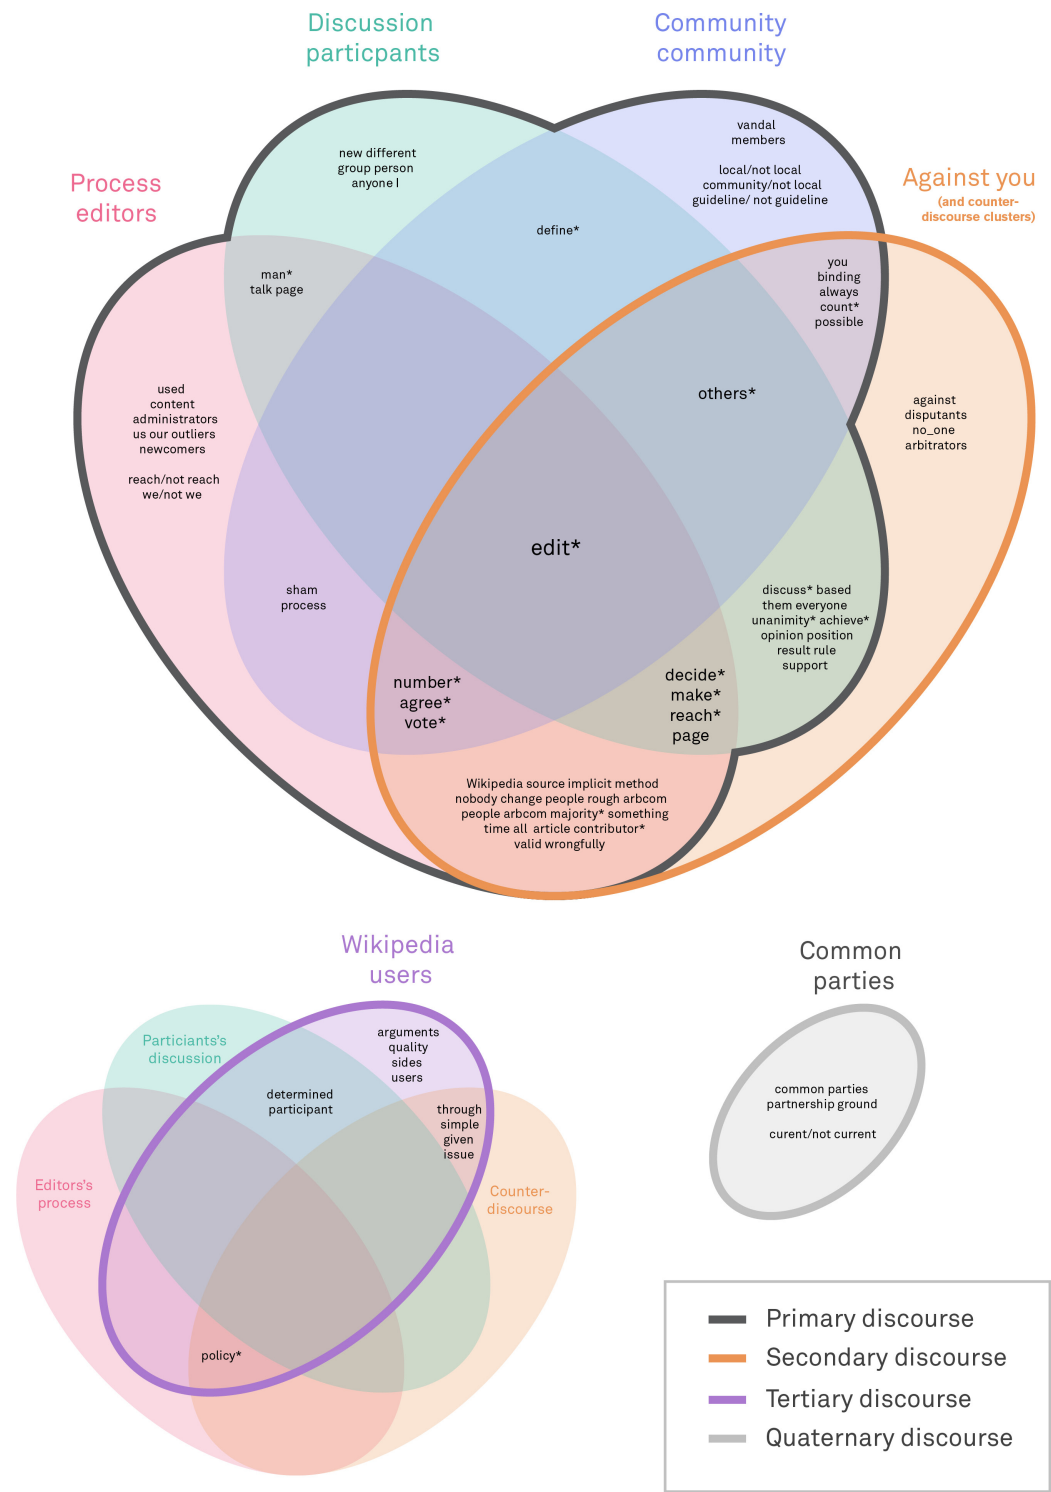 Discussion
particpants
Community
community
Process
editors
Against you
(and counter-
discourse clusters)
new different
group person
anyone I
vandal
members
local/not local
community/not local
guideline/ not guideline
define*
man*
talk page
you
binding
always
count*
possible
used
content
administrators
us our outliers
newcomers
reach/not reach
we/not we
others*
against
disputants
no_one
arbitrators
edit*
sham
process
discuss* based
them everyone
unanimity* achieve*
opinion position
result rule
support
number*
agree*
vote*
decide*
make*
reach*
page
Wikipedia source implicit method
nobody change people rough arbcom
people arbcom majority* something
time all article contributor*
valid wrongfully
Wikipedia
users
Particiants's
discussion
arguments
quality
sides
users
determined
participant
through
simple
given
issue
Editors's
process
Counter-
discourse
policy*
Common
parties
common parties
partnership ground
curent/not current
Primary discourse
Secondary discourse
Tertiary discourse
Quaternary discourse